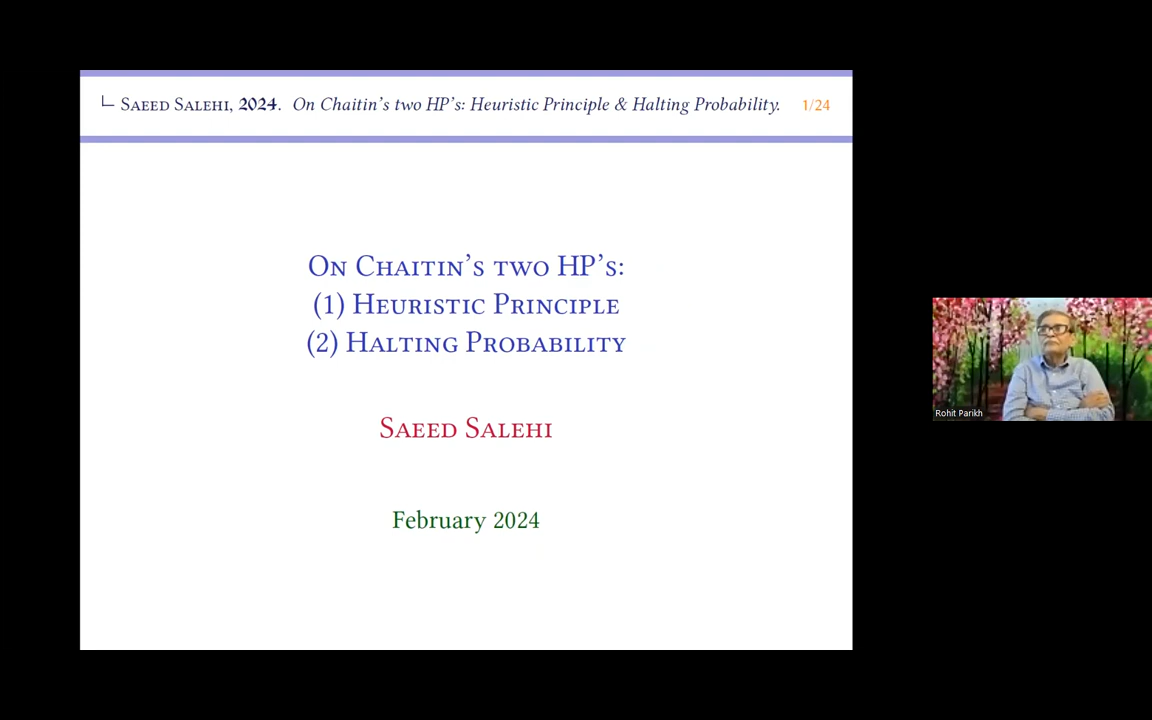 SAEED SALEHI, 2024. On Chaitin's two HP's: Heuristic Principle & Halting Probability. 1/24
ON CHAITIN'S TWO HP'S:
(1) HEURISTIC PRINCIPLE
(2) HALTING PROBABILITY
SAEED SALEHI
February 2024
Rohit Parikh